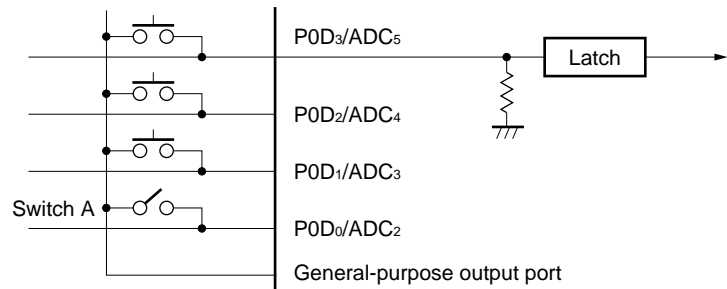 P0D₃/ADC₅
Latch
P0D₂/ADC₄
P0D₁/ADC₃
Switch A
P0D₀/ADC₂
General-purpose output port